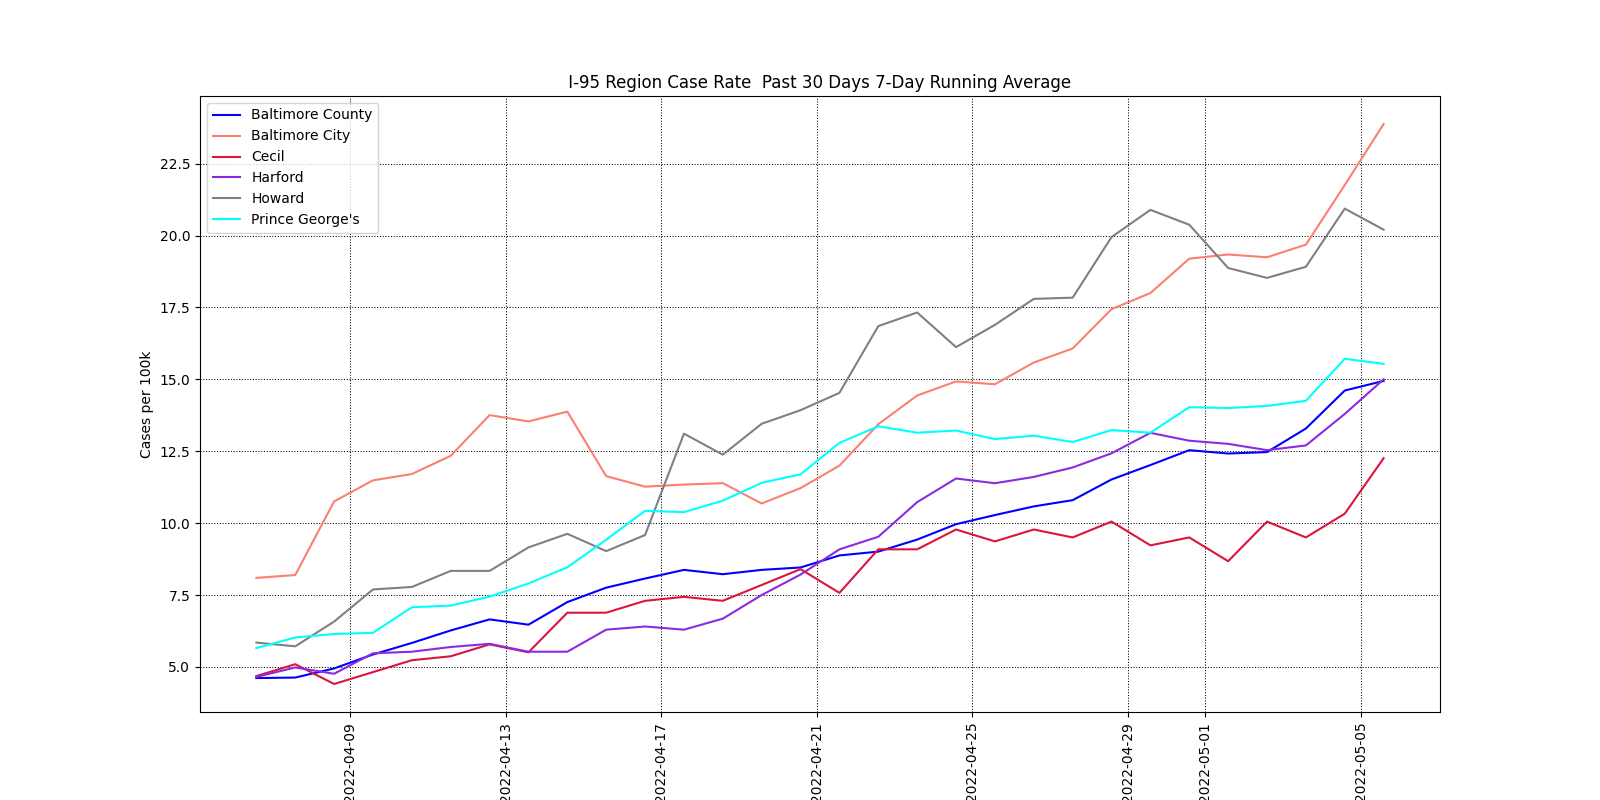 I-95 Region Case Rate  Past 30 Days 7-Day Running Average
Baltimore County
Baltimore City
Cecil
Harford
Howard
Prince George's
Cases per 100k
22.5
20.0
17.5
15.0
12.5
10.0
7.5
5.0
2022-04-09
2022-04-13
2022-04-17
2022-04-21
2022-04-25
2022-04-29
2022-05-01
2022-05-05